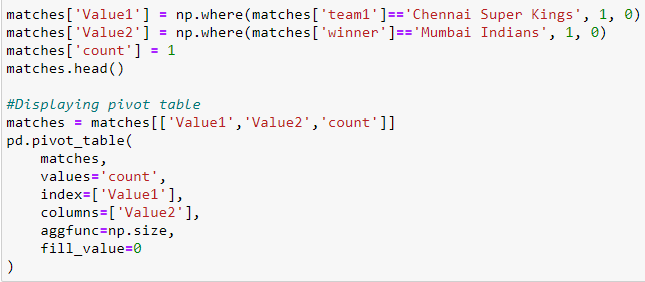 matches['Value1'] = np.where(matches['team1']=='Chennai Super Kings', 1, 0)
matches['Value2'] = np.where(matches['winner']=='Mumbai Indians', 1, 0)
matches['count'] = 1
matches.head()

#Displaying pivot table
matches = matches[['Value1','Value2','count']]
pd.pivot_table(
    matches,
    values='count',
    index=['Value1'],
    columns=['Value2'],
    aggfunc=np.size,
    fill_value=0
)